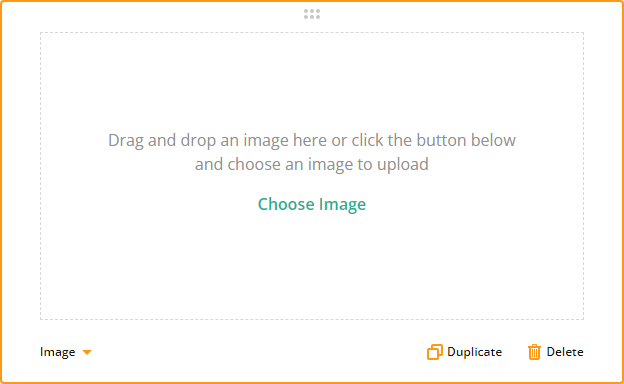 Drag and drop an image here or click the button below
and choose an image to upload
Choose Image
Image
Duplicate
Delete